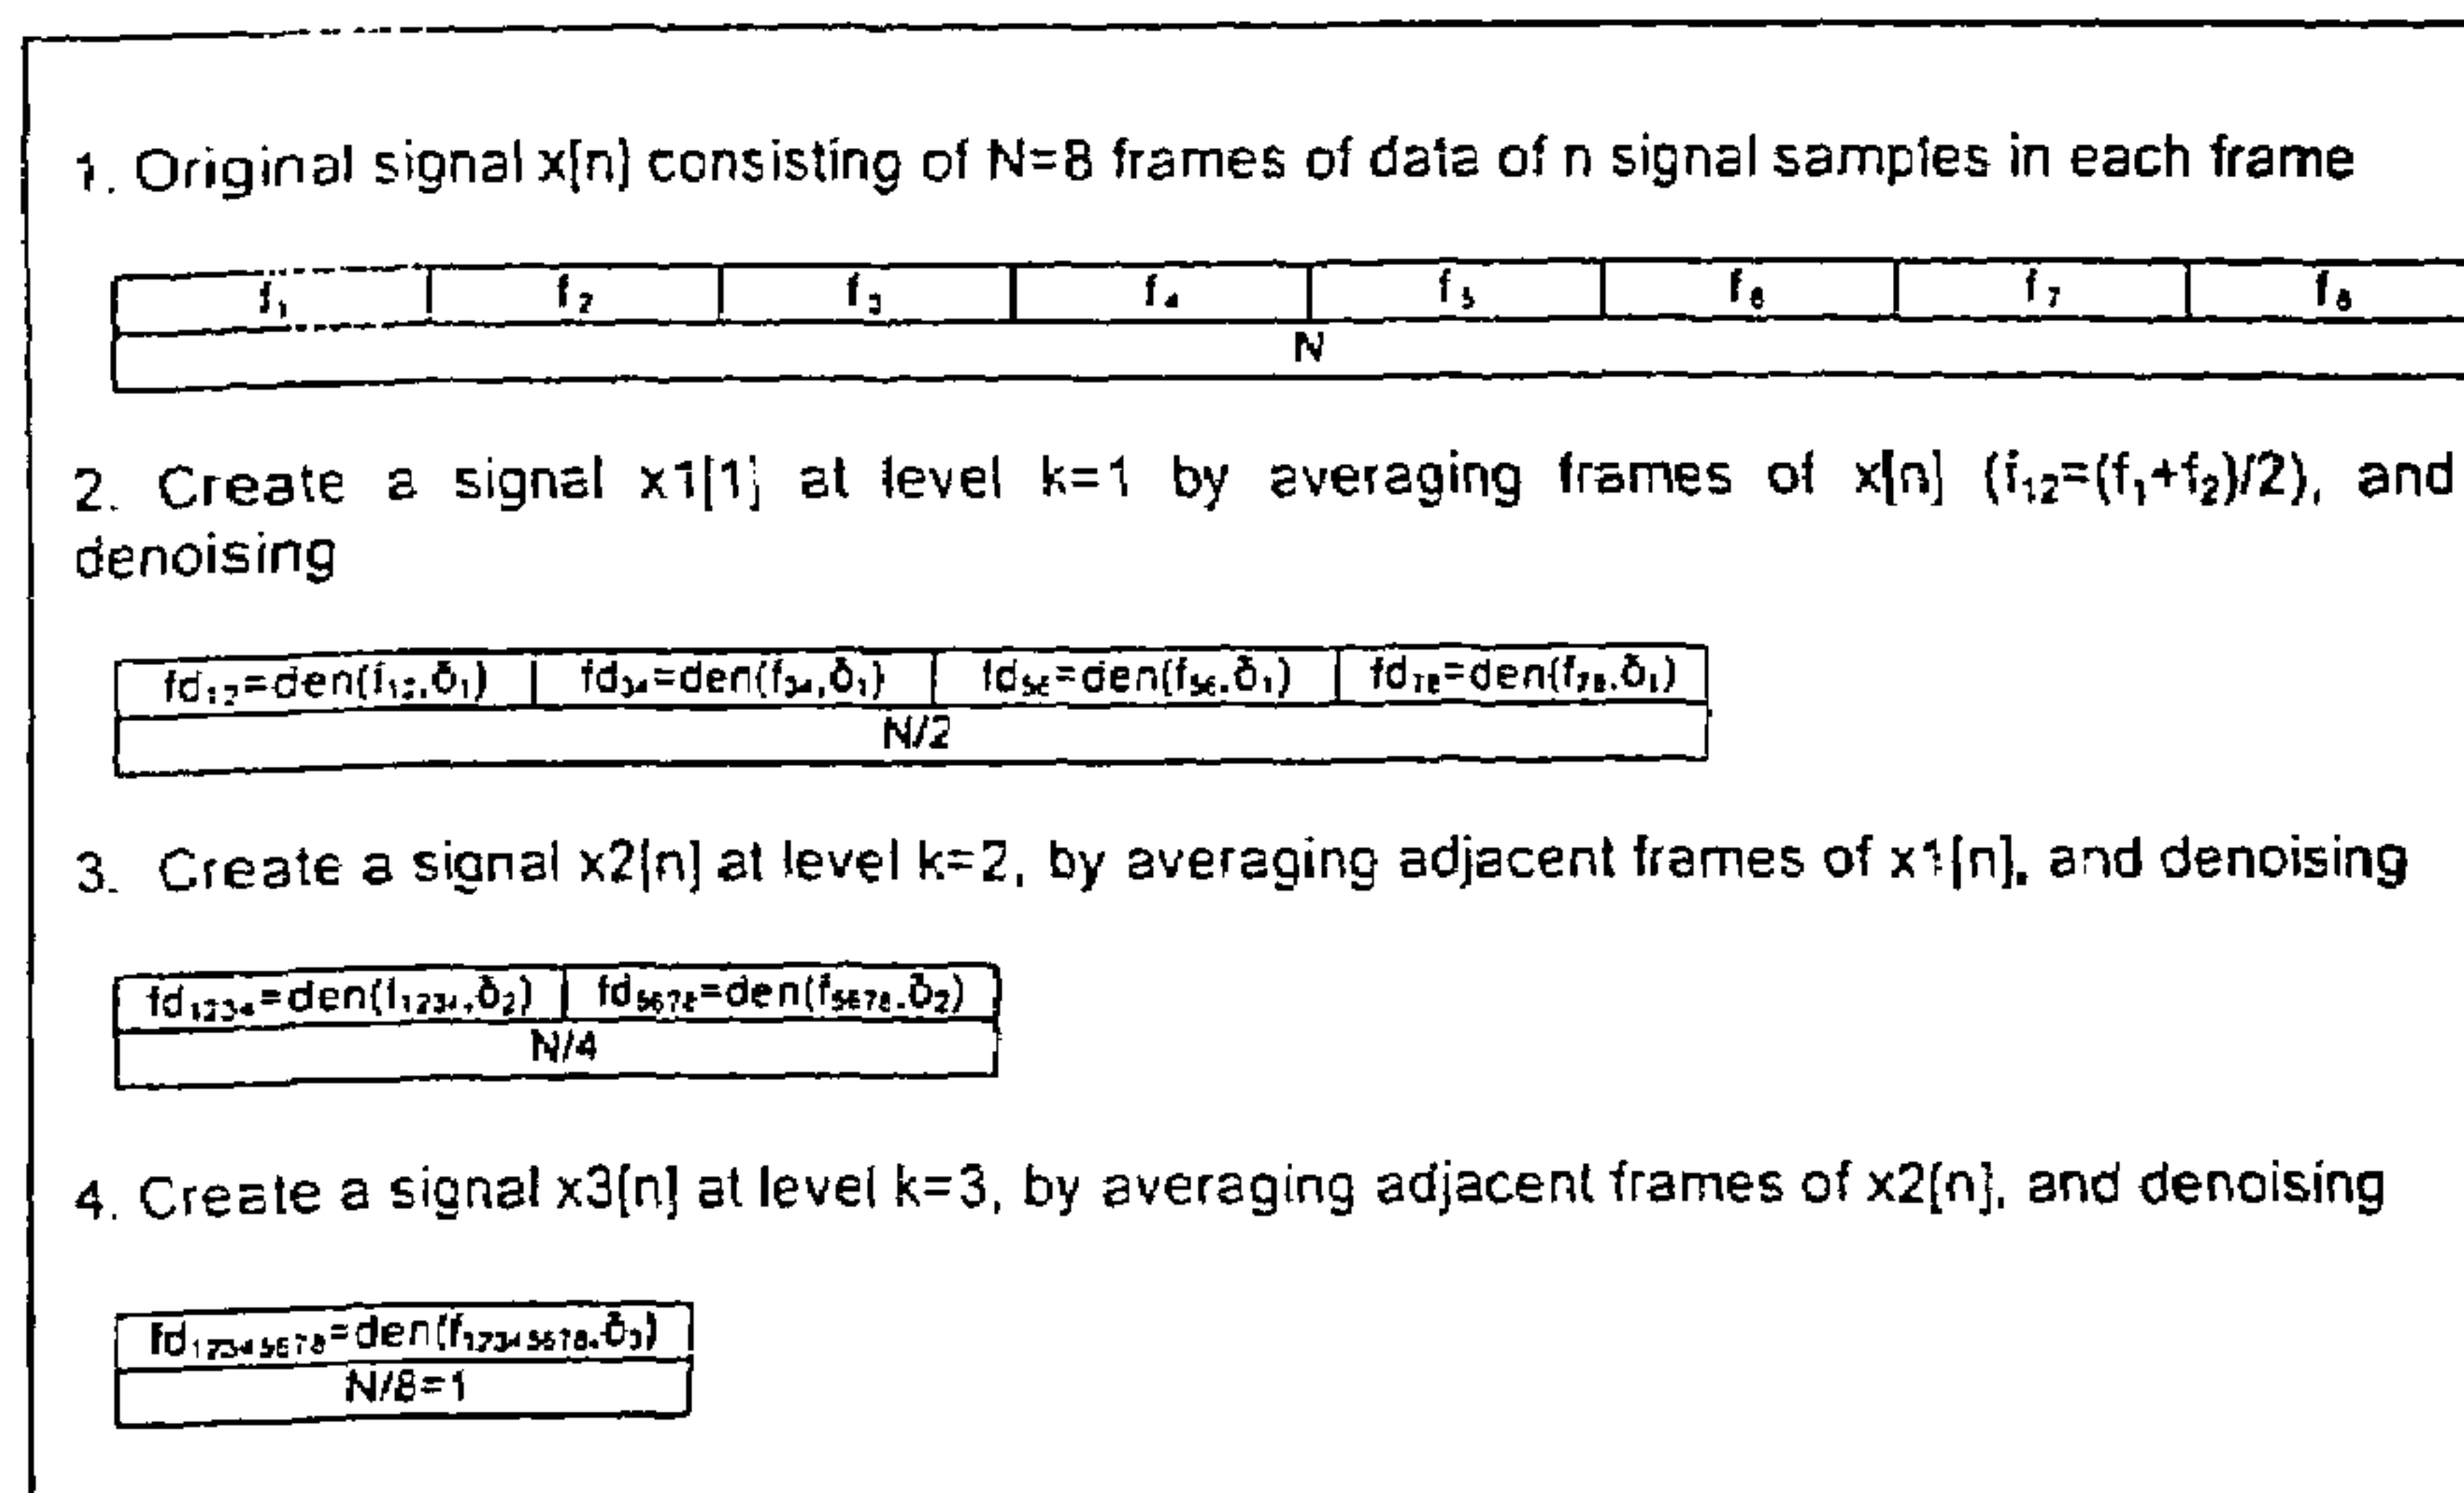 1. Original signal x[n] consisting of N=8 frames of data of n signal samples in each frame
f₁ f₂ f₃ f₄ f₅ f₆ f₇ f₈
N
2. Create a signal x1[1] at level k=1 by averaging frames of x[n] (f₁₂=(f₁+f₂)/2), and
denoising
fd₁₂=den(f₁₂,δ₁) fd₃₄=den(f₃₄,δ₁) fd₅₆=den(f₅₆,δ₁) fd₇₈=den(f₇₈,δ₁)
N/2
3. Create a signal x2[n] at level k=2, by averaging adjacent frames of x1[n], and denoising
fd₁₂₃₄=den(f₁₂₃₄,δ₂) fd₅₆₇₈=den(f₅₆₇₈,δ₂)
N/4
4. Create a signal x3[n] at level k=3, by averaging adjacent frames of x2[n], and denoising
fd₁₂₃₄₅₆₇₈=den(f₁₂₃₄₅₆₇₈,δ₃)
N/8=1